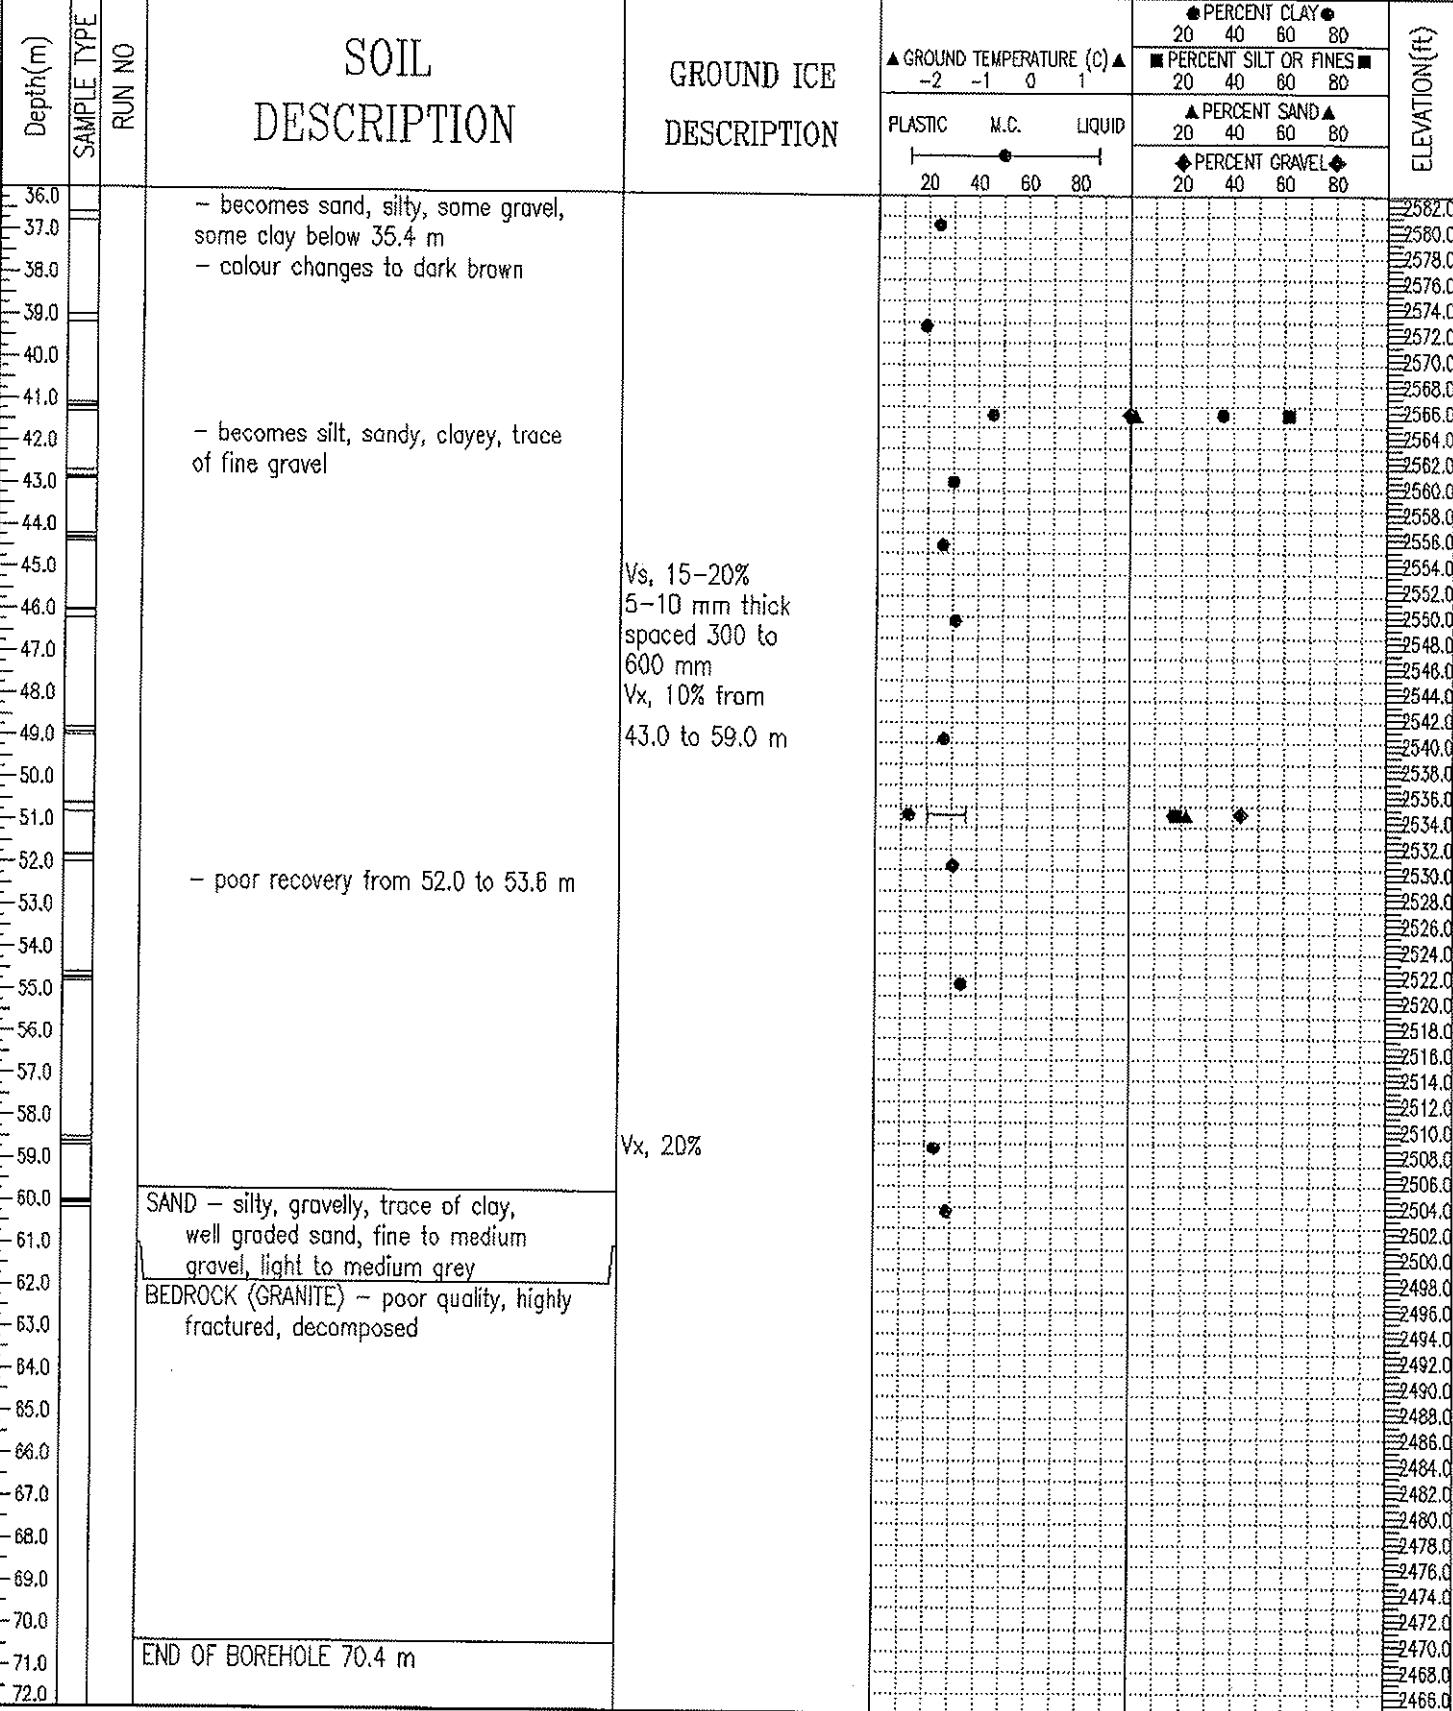 Depth(m)
SAMPLE TYPE
RUN NO
SOIL
DESCRIPTION
GROUND ICE
DESCRIPTION
▲ GROUND TEMPERATURE (C) ▲
-2 -1 0 1
PLASTIC M.C. LIQUID
20 40 60 80
● PERCENT CLAY ●
20 40 60 80
■ PERCENT SILT OR FINES ■
20 40 60 80
▲ PERCENT SAND ▲
20 40 60 80
◆ PERCENT GRAVEL ◆
20 40 60 80
ELEVATION(ft)
36.0
37.0
38.0
39.0
40.0
41.0
42.0
43.0
44.0
45.0
46.0
47.0
48.0
49.0
50.0
51.0
52.0
53.0
54.0
55.0
56.0
57.0
58.0
59.0
60.0
61.0
62.0
63.0
64.0
65.0
66.0
67.0
68.0
69.0
70.0
71.0
72.0
- becomes sand, silty, some gravel,
some clay below 35.4 m
- colour changes to dark brown
- becomes silt, sandy, clayey, trace
of fine gravel
- poor recovery from 52.0 to 53.6 m
SAND - silty, gravelly, trace of clay,
well graded sand, fine to medium
gravel, light to medium grey
BEDROCK (GRANITE) - poor quality, highly
fractured, decomposed
END OF BOREHOLE 70.4 m
Vs, 15-20%
5-10 mm thick
spaced 300 to
600 mm
Vx, 10% from
43.0 to 59.0 m
Vx, 20%
2582.0
2580.0
2578.0
2576.0
2574.0
2572.0
2570.0
2568.0
2566.0
2564.0
2562.0
2560.0
2558.0
2556.0
2554.0
2552.0
2550.0
2548.0
2546.0
2544.0
2542.0
2540.0
2538.0
2536.0
2534.0
2532.0
2530.0
2528.0
2526.0
2524.0
2522.0
2520.0
2518.0
2516.0
2514.0
2512.0
2510.0
2508.0
2506.0
2504.0
2502.0
2500.0
2498.0
2496.0
2494.0
2492.0
2490.0
2488.0
2486.0
2484.0
2482.0
2480.0
2478.0
2476.0
2474.0
2472.0
2470.0
2468.0
2466.0